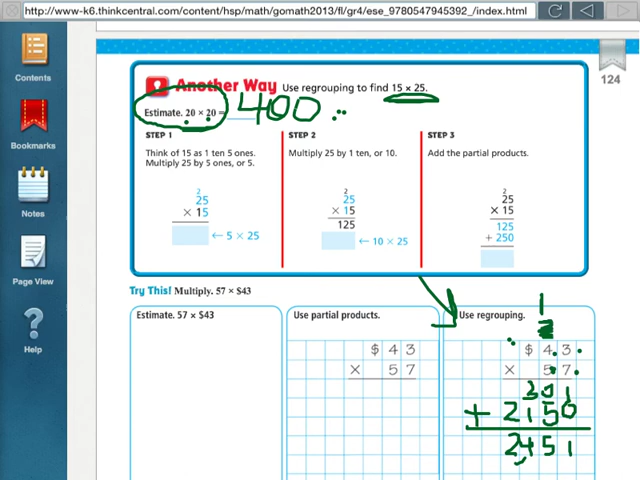 http://www-k6.thinkcentral.com/content/hsp/math/gomath2013/fl/gr4/ese_9780547945392_/index.html
Contents
Bookmarks
Notes
Page View
Help
124
Another Way Use regrouping to find 15 × 25.
Estimate. 20 × 20 = 400
STEP 1
Think of 15 as 1 ten 5 ones.
Multiply 25 by 5 ones, or 5.
2
25
× 15
← 5 × 25
STEP 2
Multiply 25 by 1 ten, or 10.
2
25
× 15
125
← 10 × 25
STEP 3
Add the partial products.
2
25
× 15
125
+ 250
Try This! Multiply. 57 × $43
Estimate. 57 × $43
Use partial products.
$ 4 3
× 5 7
Use regrouping.
1
$ 4 3
× 5 7
301
+ 2150
2,451